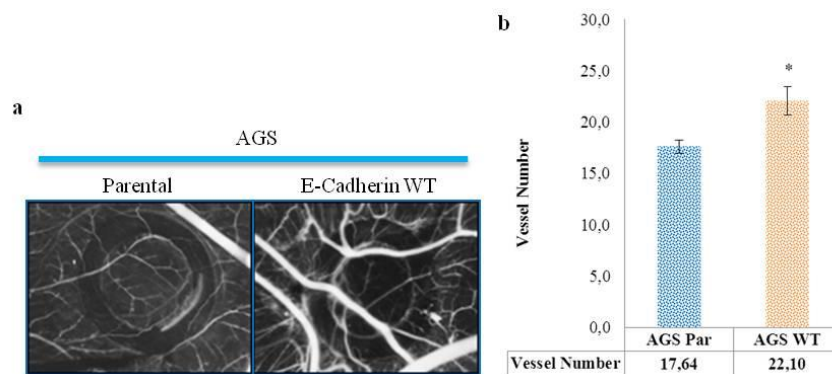 a
AGS
Parental E-Cadherin WT
b
Vessel Number
30,0
25,0
20,0
15,0
10,0
5,0
0,0
*
AGS Par AGS WT
Vessel Number 17,64 22,10